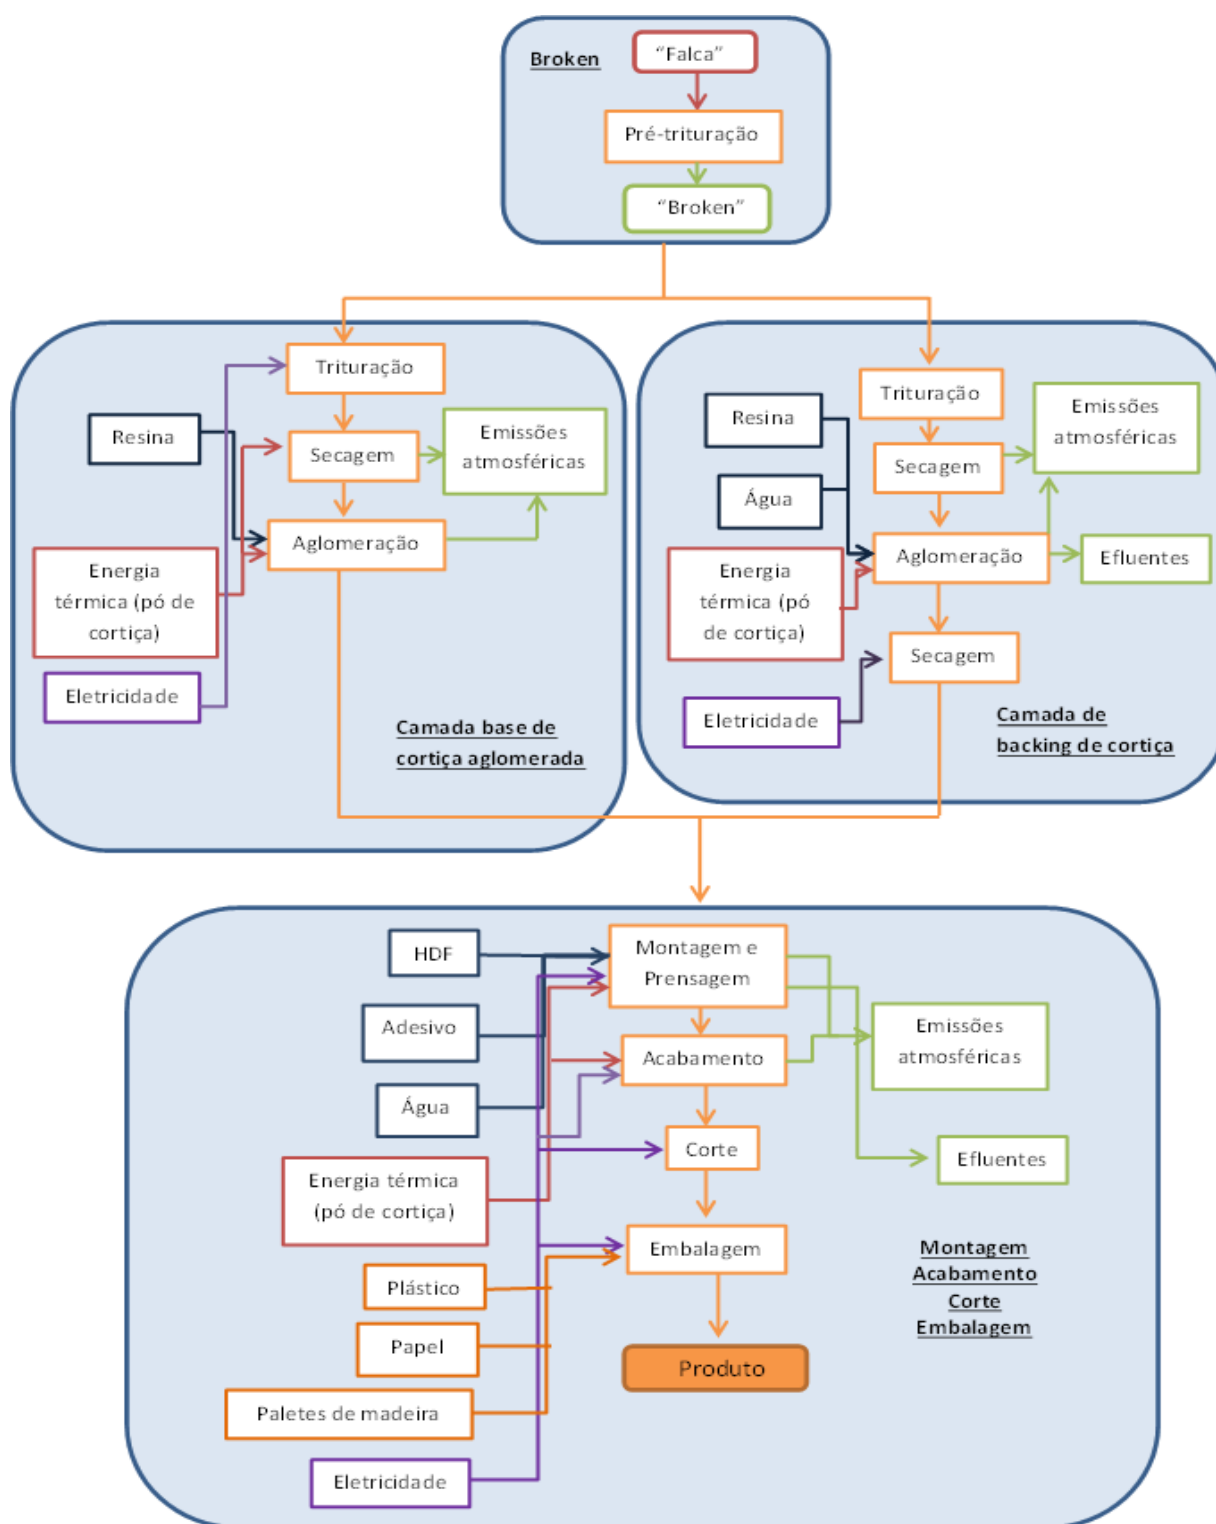 Broken
“Falca”
Pré-trituração
“Broken”
Trituração
Resina
Secagem
Emissões
atmosféricas
Aglomeração
Energia
térmica (pó de
cortiça)
Eletricidade
Camada base de
cortiça aglomerada
Trituração
Resina
Emissões
atmosféricas
Secagem
Água
Aglomeração
Efluentes
Energia
térmica (pó
de cortiça)
Secagem
Eletricidade
Camada de
backing de cortiça
HDF
Montagem e
Prensagem
Adesivo
Emissões
atmosféricas
Acabamento
Água
Corte
Efluentes
Energia térmica
(pó de cortiça)
Embalagem
Montagem
Acabamento
Corte
Embalagem
Plástico
Papel
Produto
Paletes de madeira
Eletricidade